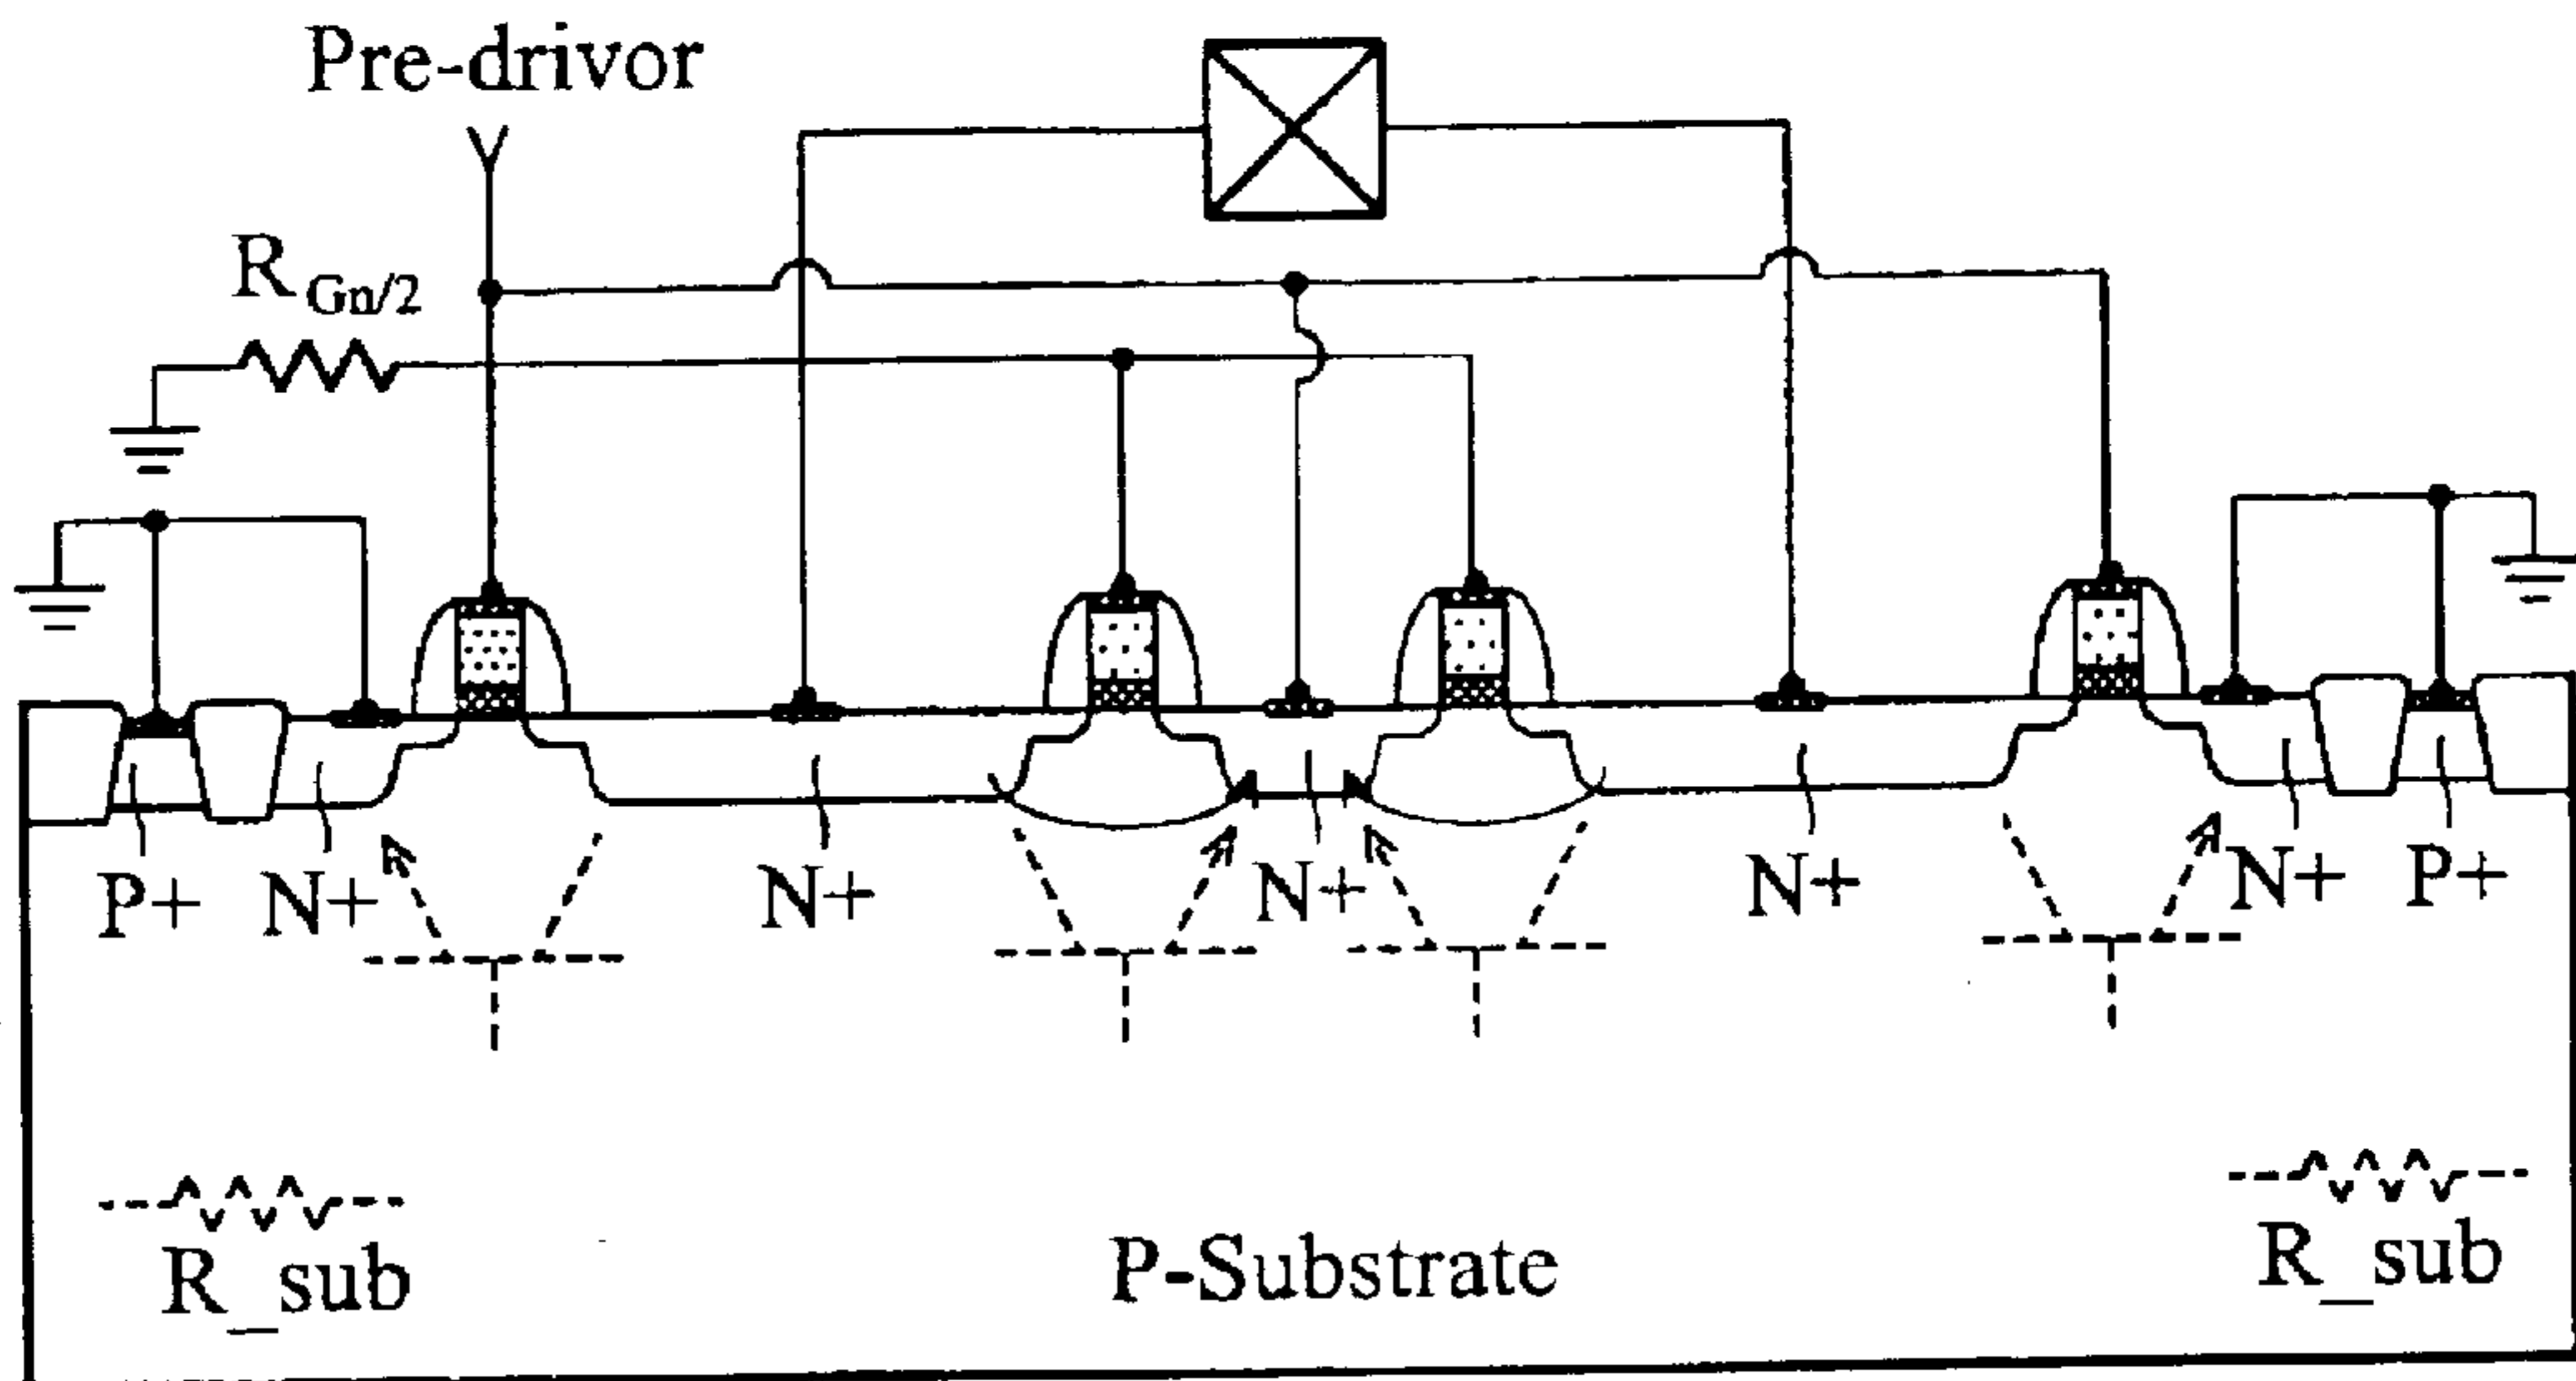 Pre-drivor
R Gn/2
P+ N+ N+ N+ N+ N+ P+
R_sub P-Substrate R_sub